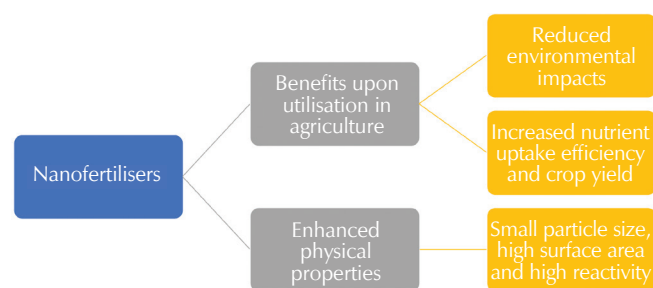 Nanofertilisers
Benefits upon
utilisation in
agriculture
Reduced
environmental
impacts
Increased nutrient
uptake efficiency
and crop yield
Enhanced
physical
properties
Small particle size,
high surface area
and high reactivity